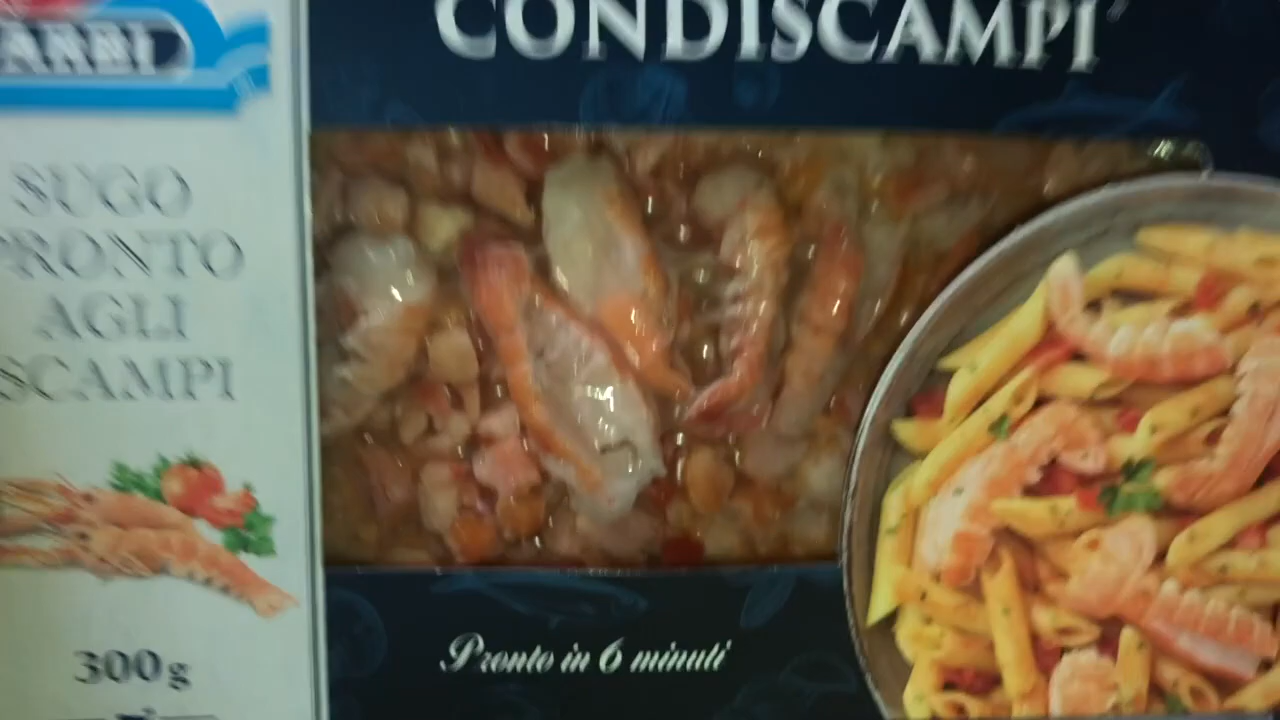 CONDISCAMPI
SUGO
PRONTO
AGLI
SCAMPI
300g
Pronto in 6 minuti